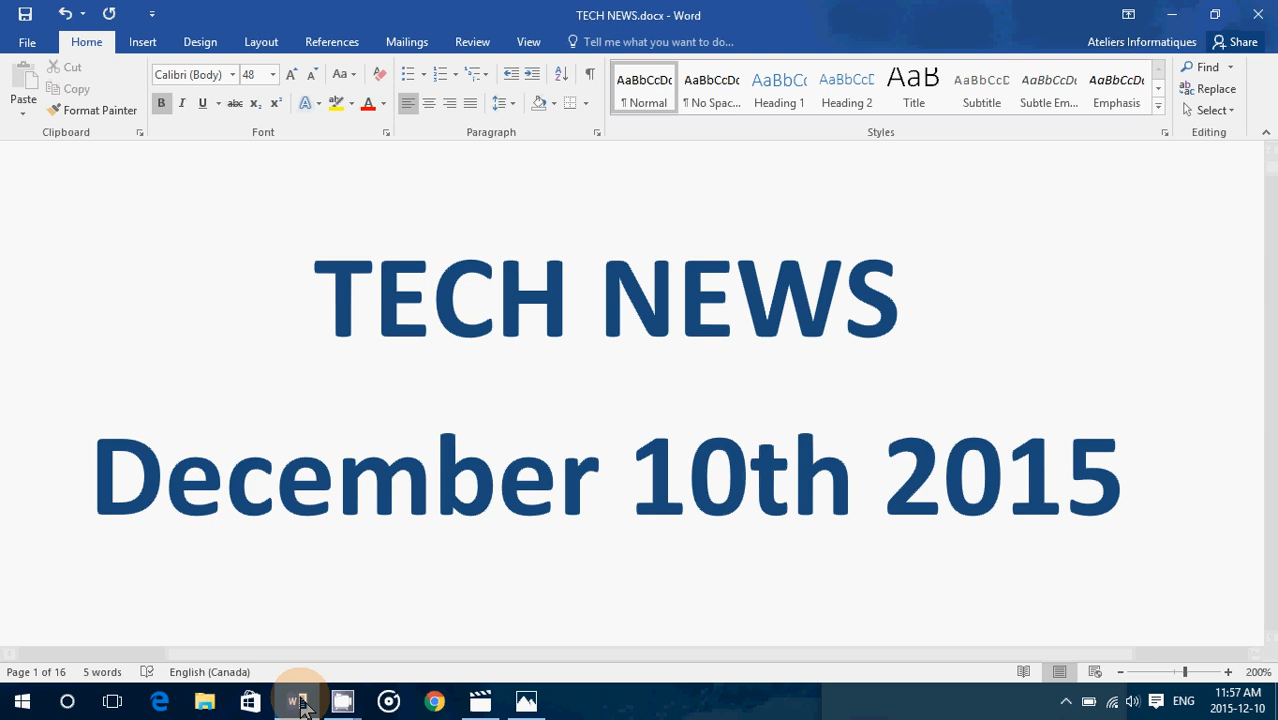 TECH NEWS.docx - Word
File Home Insert Design Layout References Mailings Review View Tell me what you want to do... Ateliers Informatiques Share
Paste
Cut
Copy
Format Painter
Clipboard
Calibri (Body) 48
Font
Paragraph
AaBbCcDc AaBbCcDc AaBbCc AaBbCcC AaB AaBbCcC AaBbCcDc AaBbCcDc
¶ Normal ¶ No Spac... Heading 1 Heading 2 Title Subtitle Subtle Em... Emphasis
Styles
Find
Replace
Select
Editing
TECH NEWS
December 10th 2015
Page 1 of 16 5 words English (Canada) 200%
ENG
11:57 AM
2015-12-10